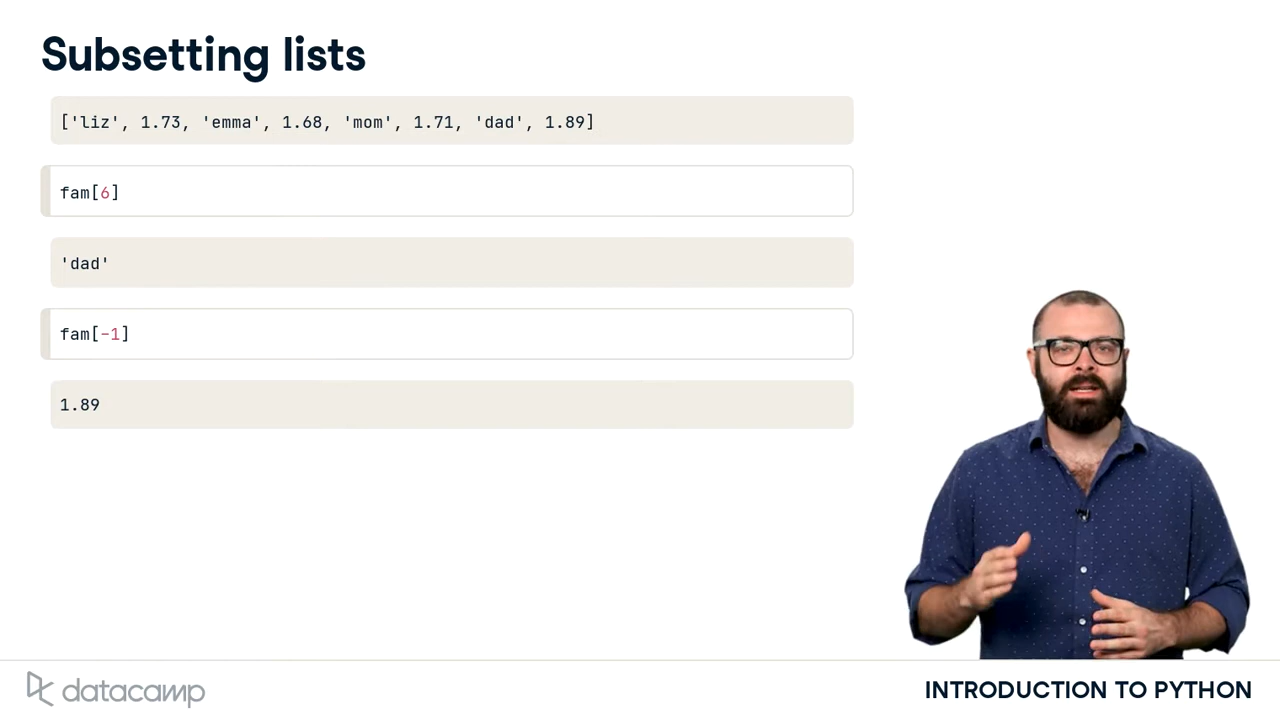 Subsetting lists
['liz', 1.73, 'emma', 1.68, 'mom', 1.71, 'dad', 1.89]
fam[6]
'dad'
fam[-1]
1.89
datacamp
INTRODUCTION TO PYTHON